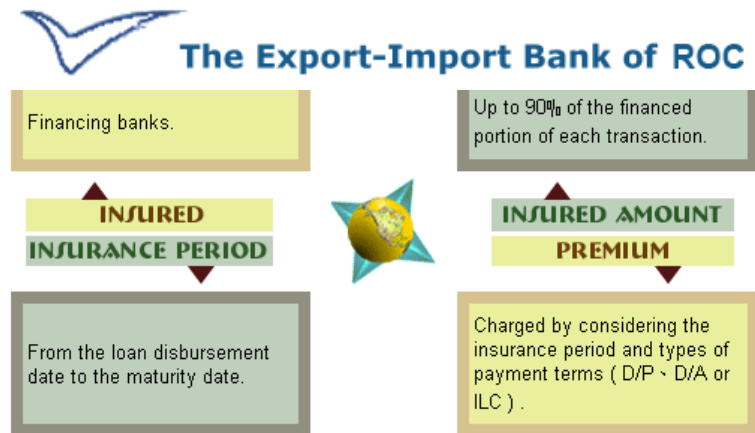 The Export-Import Bank of ROC
Financing banks.
INSURED
INSURANCE PERIOD
From the loan disbursement
date to the maturity date.
Up to 90% of the financed
portion of each transaction.
INSURED AMOUNT
PREMIUM
Charged by considering the
insurance period and types of
payment terms ( D/P、D/A or
ILC ) .